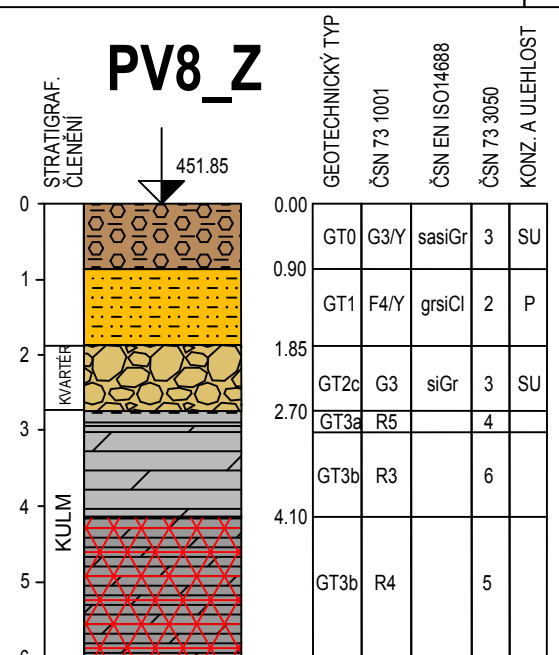 PV8_Z
451.85
STRATIGRAF.
ČLENĚNÍ
GEOTECHNICKÝ TYP
ČSN 73 1001
ČSN EN ISO14688
ČSN 73 3050
KONZ. A ULEHLOST
0
0.00
GT0 G3/Y sasiGr 3 SU
0.90
1
GT1 F4/Y grsiCl 2 P
1.85
2
KVARTÉR
GT2c G3 siGr 3 SU
2.70
GT3a R5 4
3
GT3b R3 6
4
4.10
KULM
5
GT3b R4 5
6